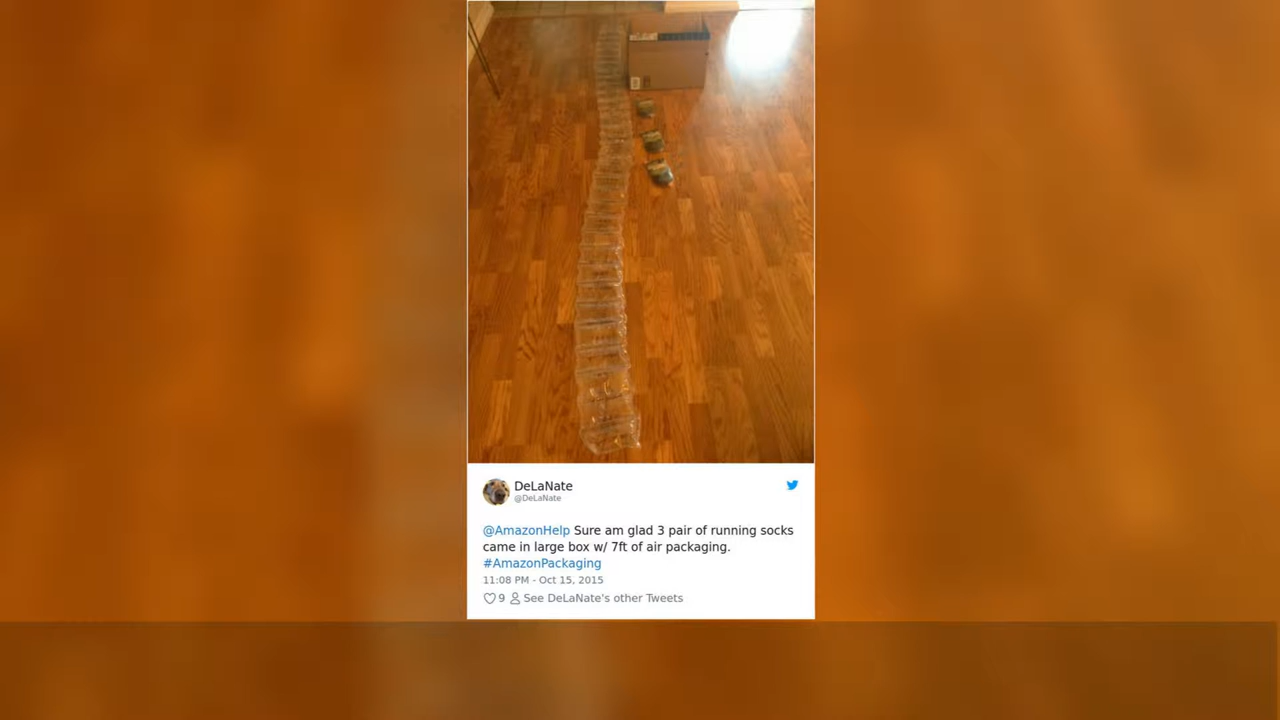 DeLaNate
@DeLaNate
@AmazonHelp Sure am glad 3 pair of running socks
came in large box w/ 7ft of air packaging.
#AmazonPackaging
11:08 PM - Oct 15, 2015
9 See DeLaNate's other Tweets